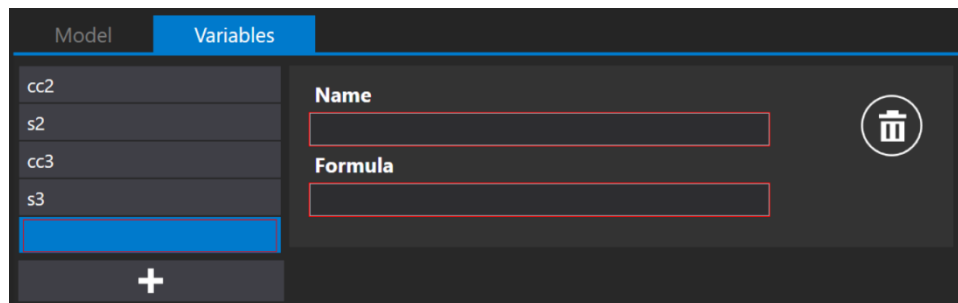 Model
Variables
cc2
s2
cc3
s3
Name
Formula